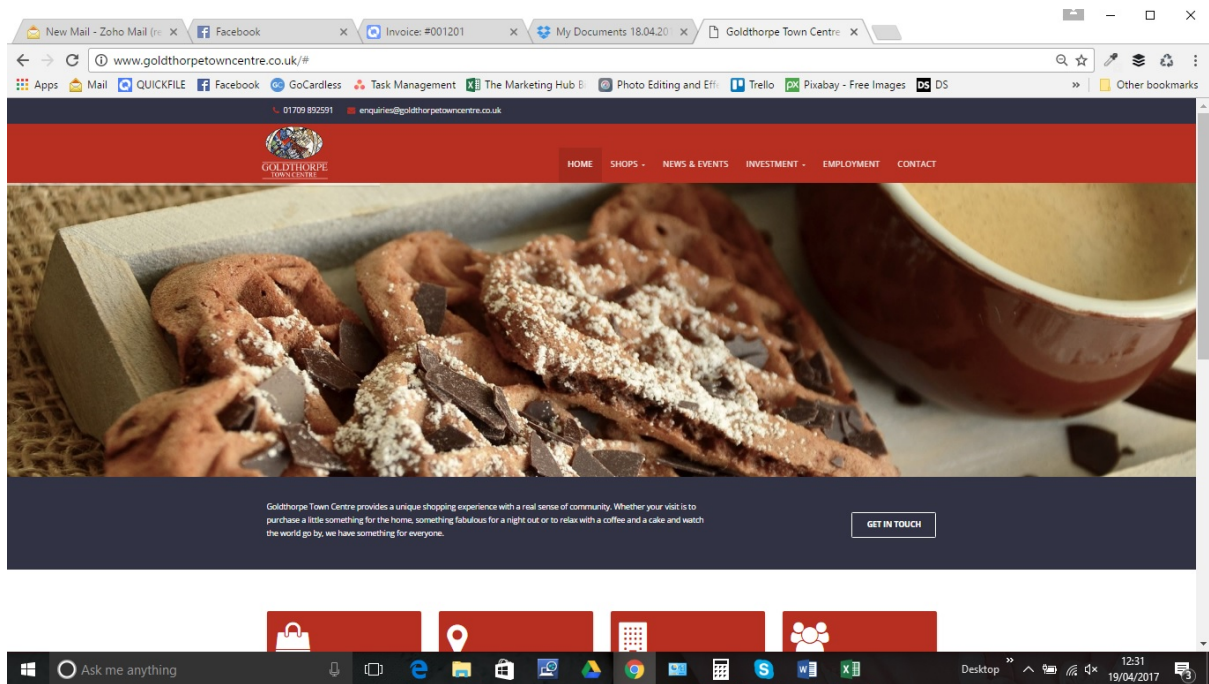 New Mail - Zoho Mail (re
Facebook
Invoice: #001201
My Documents 18.04.20
Goldthorpe Town Centre
www.goldthorpetowncentre.co.uk/#
Apps
Mail
QUICKFILE
Facebook
GoCardless
Task Management
The Marketing Hub B
Photo Editing and Effe
Trello
Pixabay - Free Images
DS DS
»
Other bookmarks
01709 892591
enquiries@goldthorpetowncentre.co.uk
GOLDTHORPE
TOWN CENTRE
HOME
SHOPS
NEWS & EVENTS
INVESTMENT
EMPLOYMENT
CONTACT
Goldthorpe Town Centre provides a unique shopping experience with a real sense of community. Whether your visit is to
purchase a little something for the home, something fabulous for a night out or to relax with a coffee and a cake and watch
the world go by, we have something for everyone.
GET IN TOUCH
Ask me anything
Desktop »
12:31
19/04/2017
3